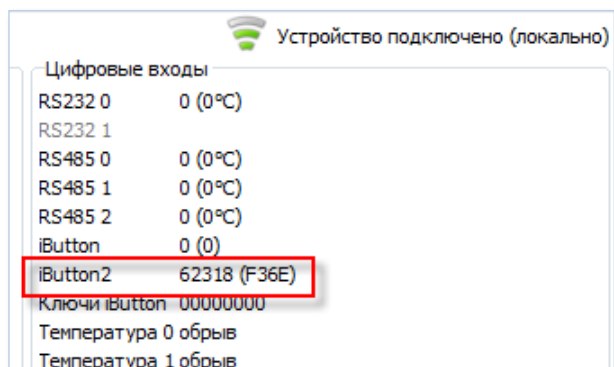 Устройство подключено (локально)
Цифровые входы
RS232 0 0 (0°C)
RS232 1
RS485 0 0 (0°C)
RS485 1 0 (0°C)
RS485 2 0 (0°C)
iButton 0 (0)
iButton2 62318 (F36E)
Ключи iButton 00000000
Температура 0 обрыв
Температура 1 обрыв